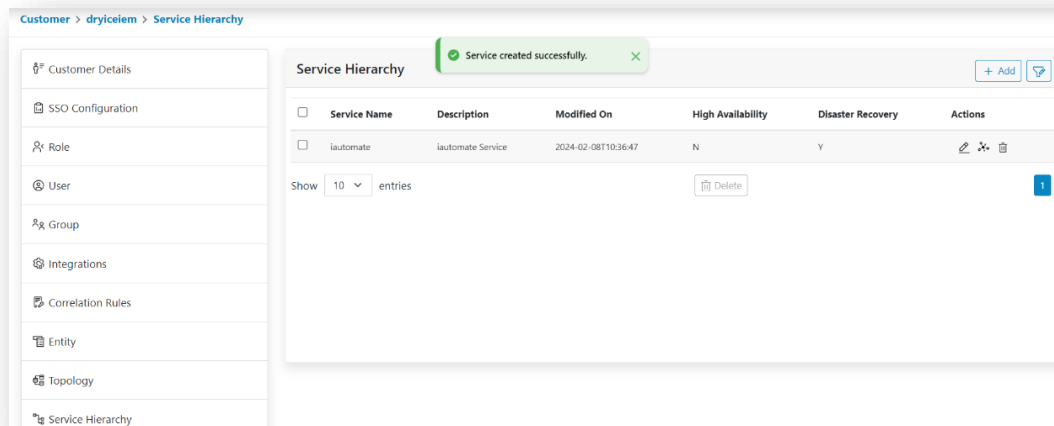 Customer > dryiceiem > Service Hierarchy
Service created successfully.
Customer Details
SSO Configuration
Role
User
Group
Integrations
Correlation Rules
Entity
Topology
Service Hierarchy
Service Hierarchy
+ Add
Service Name Description Modified On High Availability Disaster Recovery Actions
iautomate iautomate Service 2024-02-08T10:36:47 N Y
Show 10 entries
Delete
1